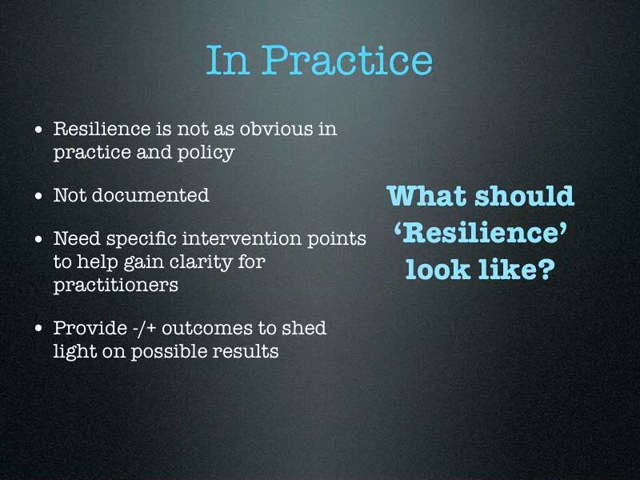 In Practice
• Resilience is not as obvious in
practice and policy
• Not documented
• Need specific intervention points
to help gain clarity for
practitioners
• Provide -/+ outcomes to shed
light on possible results
What should
‘Resilience’
look like?